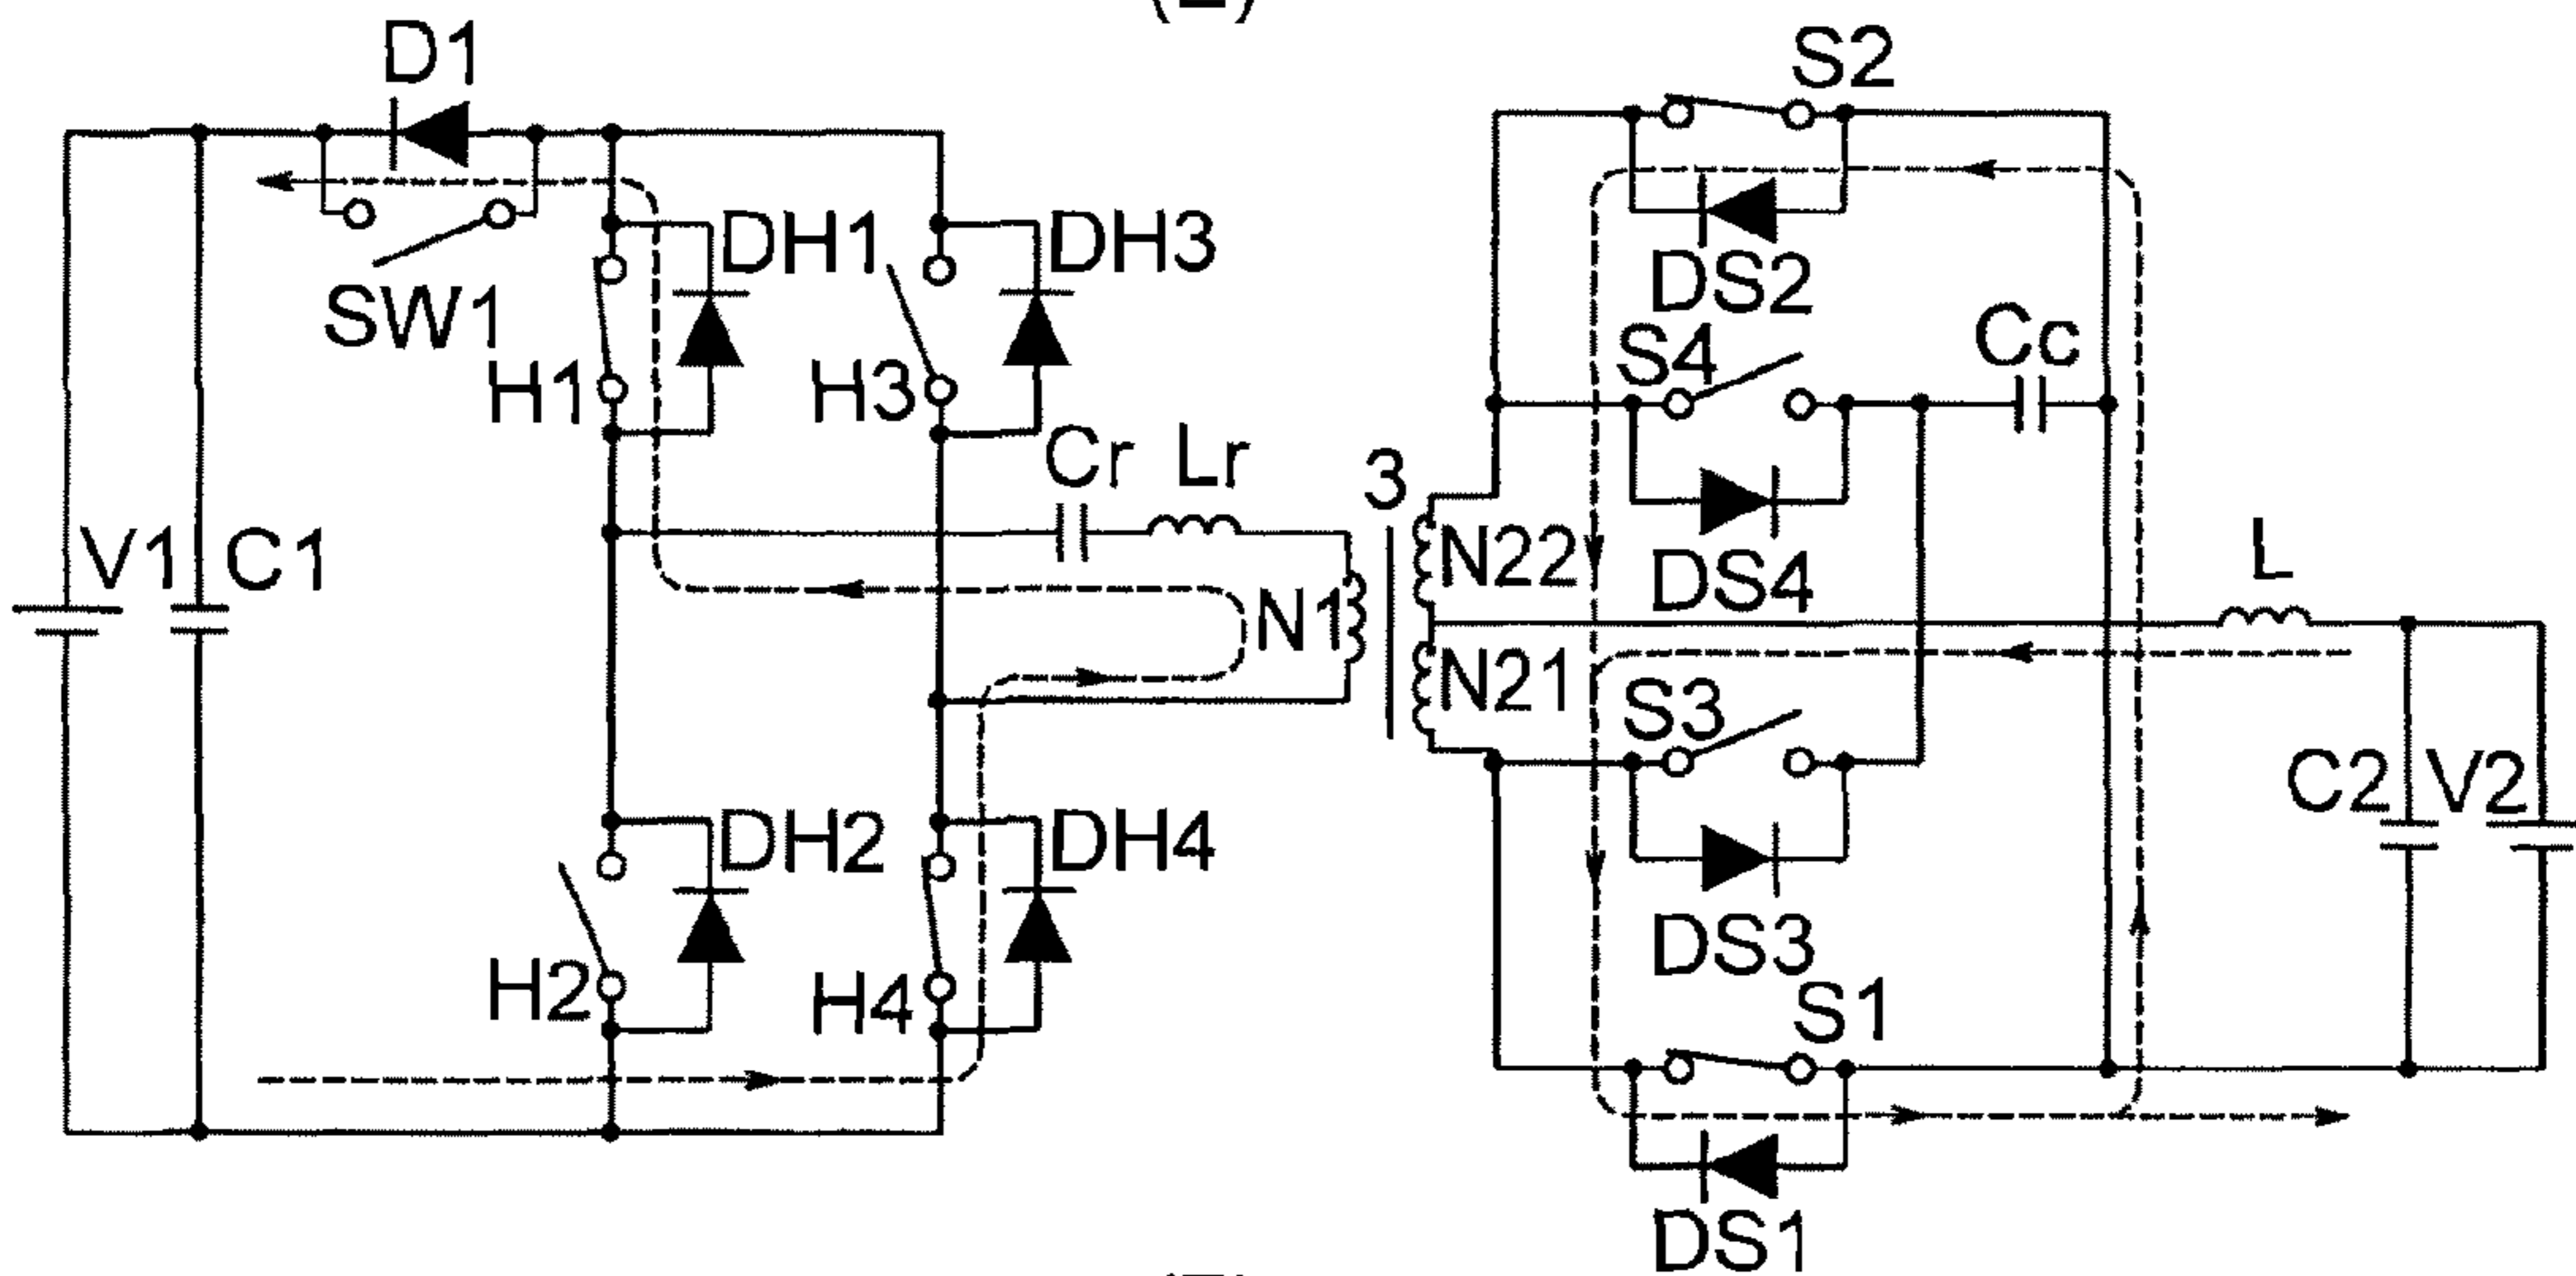 D1
S2
DH1
DH3
SW1
DS2
S4
Cc
H1
H3
Cr
Lr
3
V1
C1
N1
N22
DS4
L
N21
S3
C2
V2
DH2
DH4
DS3
H2
H4
S1
DS1